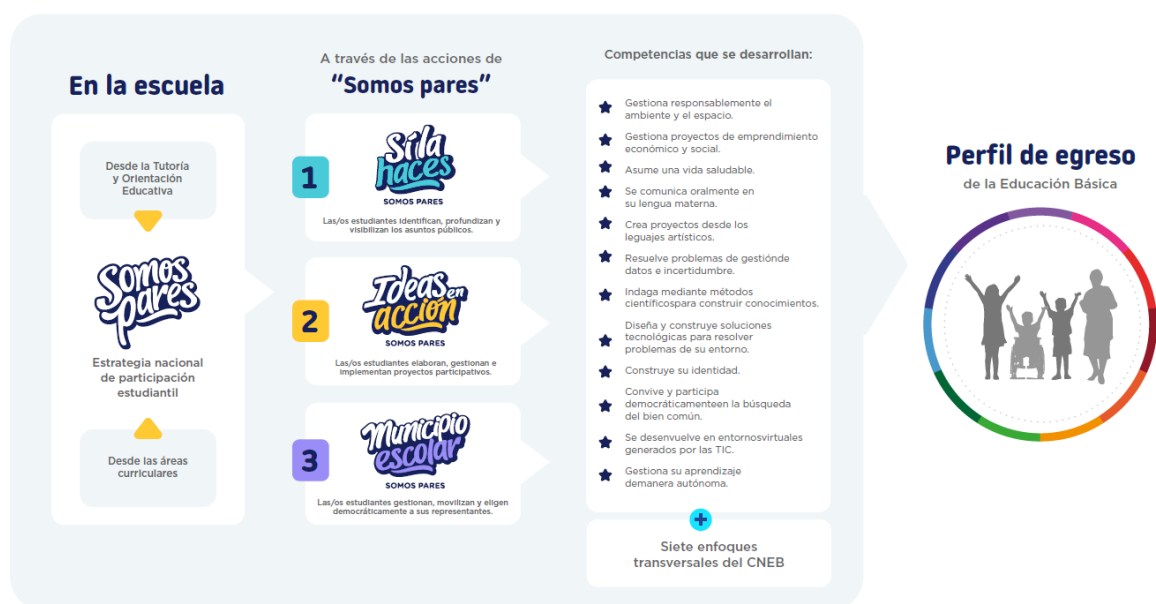 En la escuela
Desde la Tutoría
y Orientación
Educativa
Somos
pares
Estrategia nacional
de participación
estudiantil
Desde las áreas
curriculares
A través de las acciones de
“Somos pares”
1
Sí la
haces
SOMOS PARES
Las/os estudiantes identifican, profundizan y
visibilizan los asuntos públicos.
2
Ideas en
acción
SOMOS PARES
Las/os estudiantes elaboran, gestionan e
implementan proyectos participativos.
3
Municipio
escolar
SOMOS PARES
Las/os estudiantes gestionan, movilizan y eligen
democráticamente a sus representantes.
Competencias que se desarrollan:
Gestiona responsablemente el
ambiente y el espacio.
Gestiona proyectos de emprendimiento
económico y social.
Asume una vida saludable.
Se comunica oralmente en
su lengua materna.
Crea proyectos desde los
leguajes artísticos.
Resuelve problemas de gestiónde
datos e incertidumbre.
Indaga mediante métodos
científicospara construir conocimientos.
Diseña y construye soluciones
tecnológicas para resolver
problemas de su entorno.
Construye su identidad.
Convive y participa
democráticamenteen la búsqueda
del bien común.
Se desenvuelve en entornosvirtuales
generados por las TIC.
Gestiona su aprendizaje
demanera autónoma.
+
Siete enfoques
transversales del CNEB
Perfil de egreso
de la Educación Básica